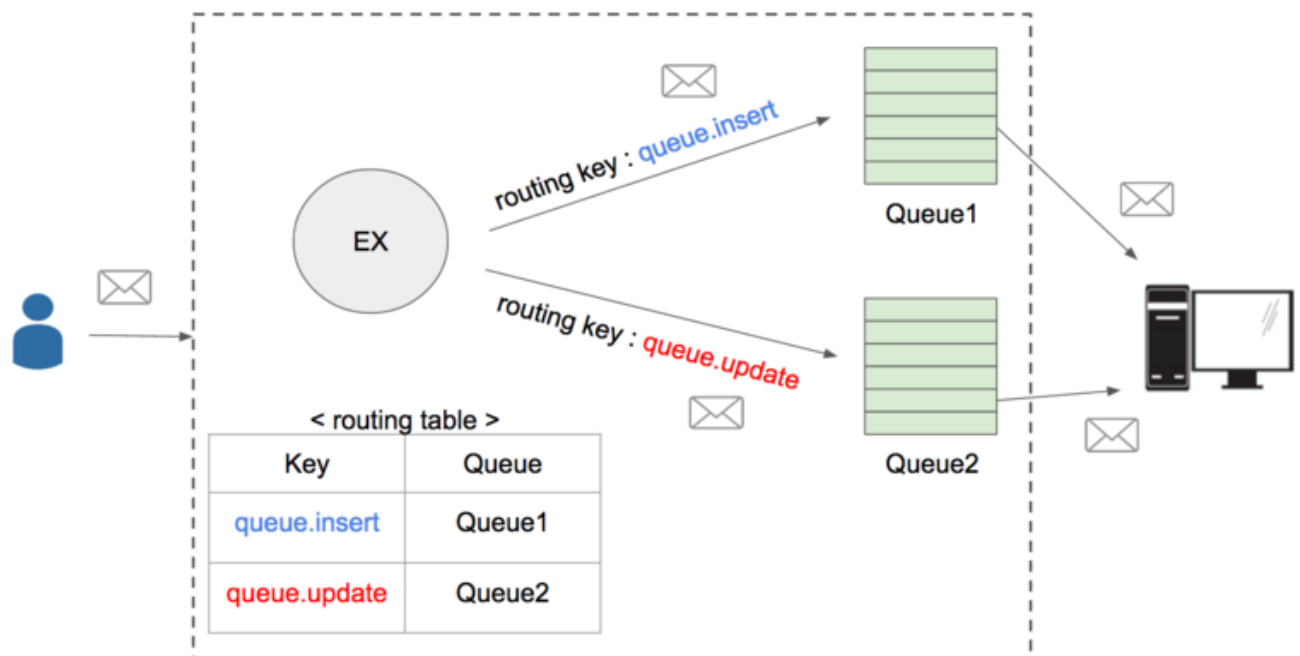 routing key : queue.insert
Queue1
EX
routing key : queue.update
Queue2
< routing table >
Key Queue
queue.insert Queue1
queue.update Queue2